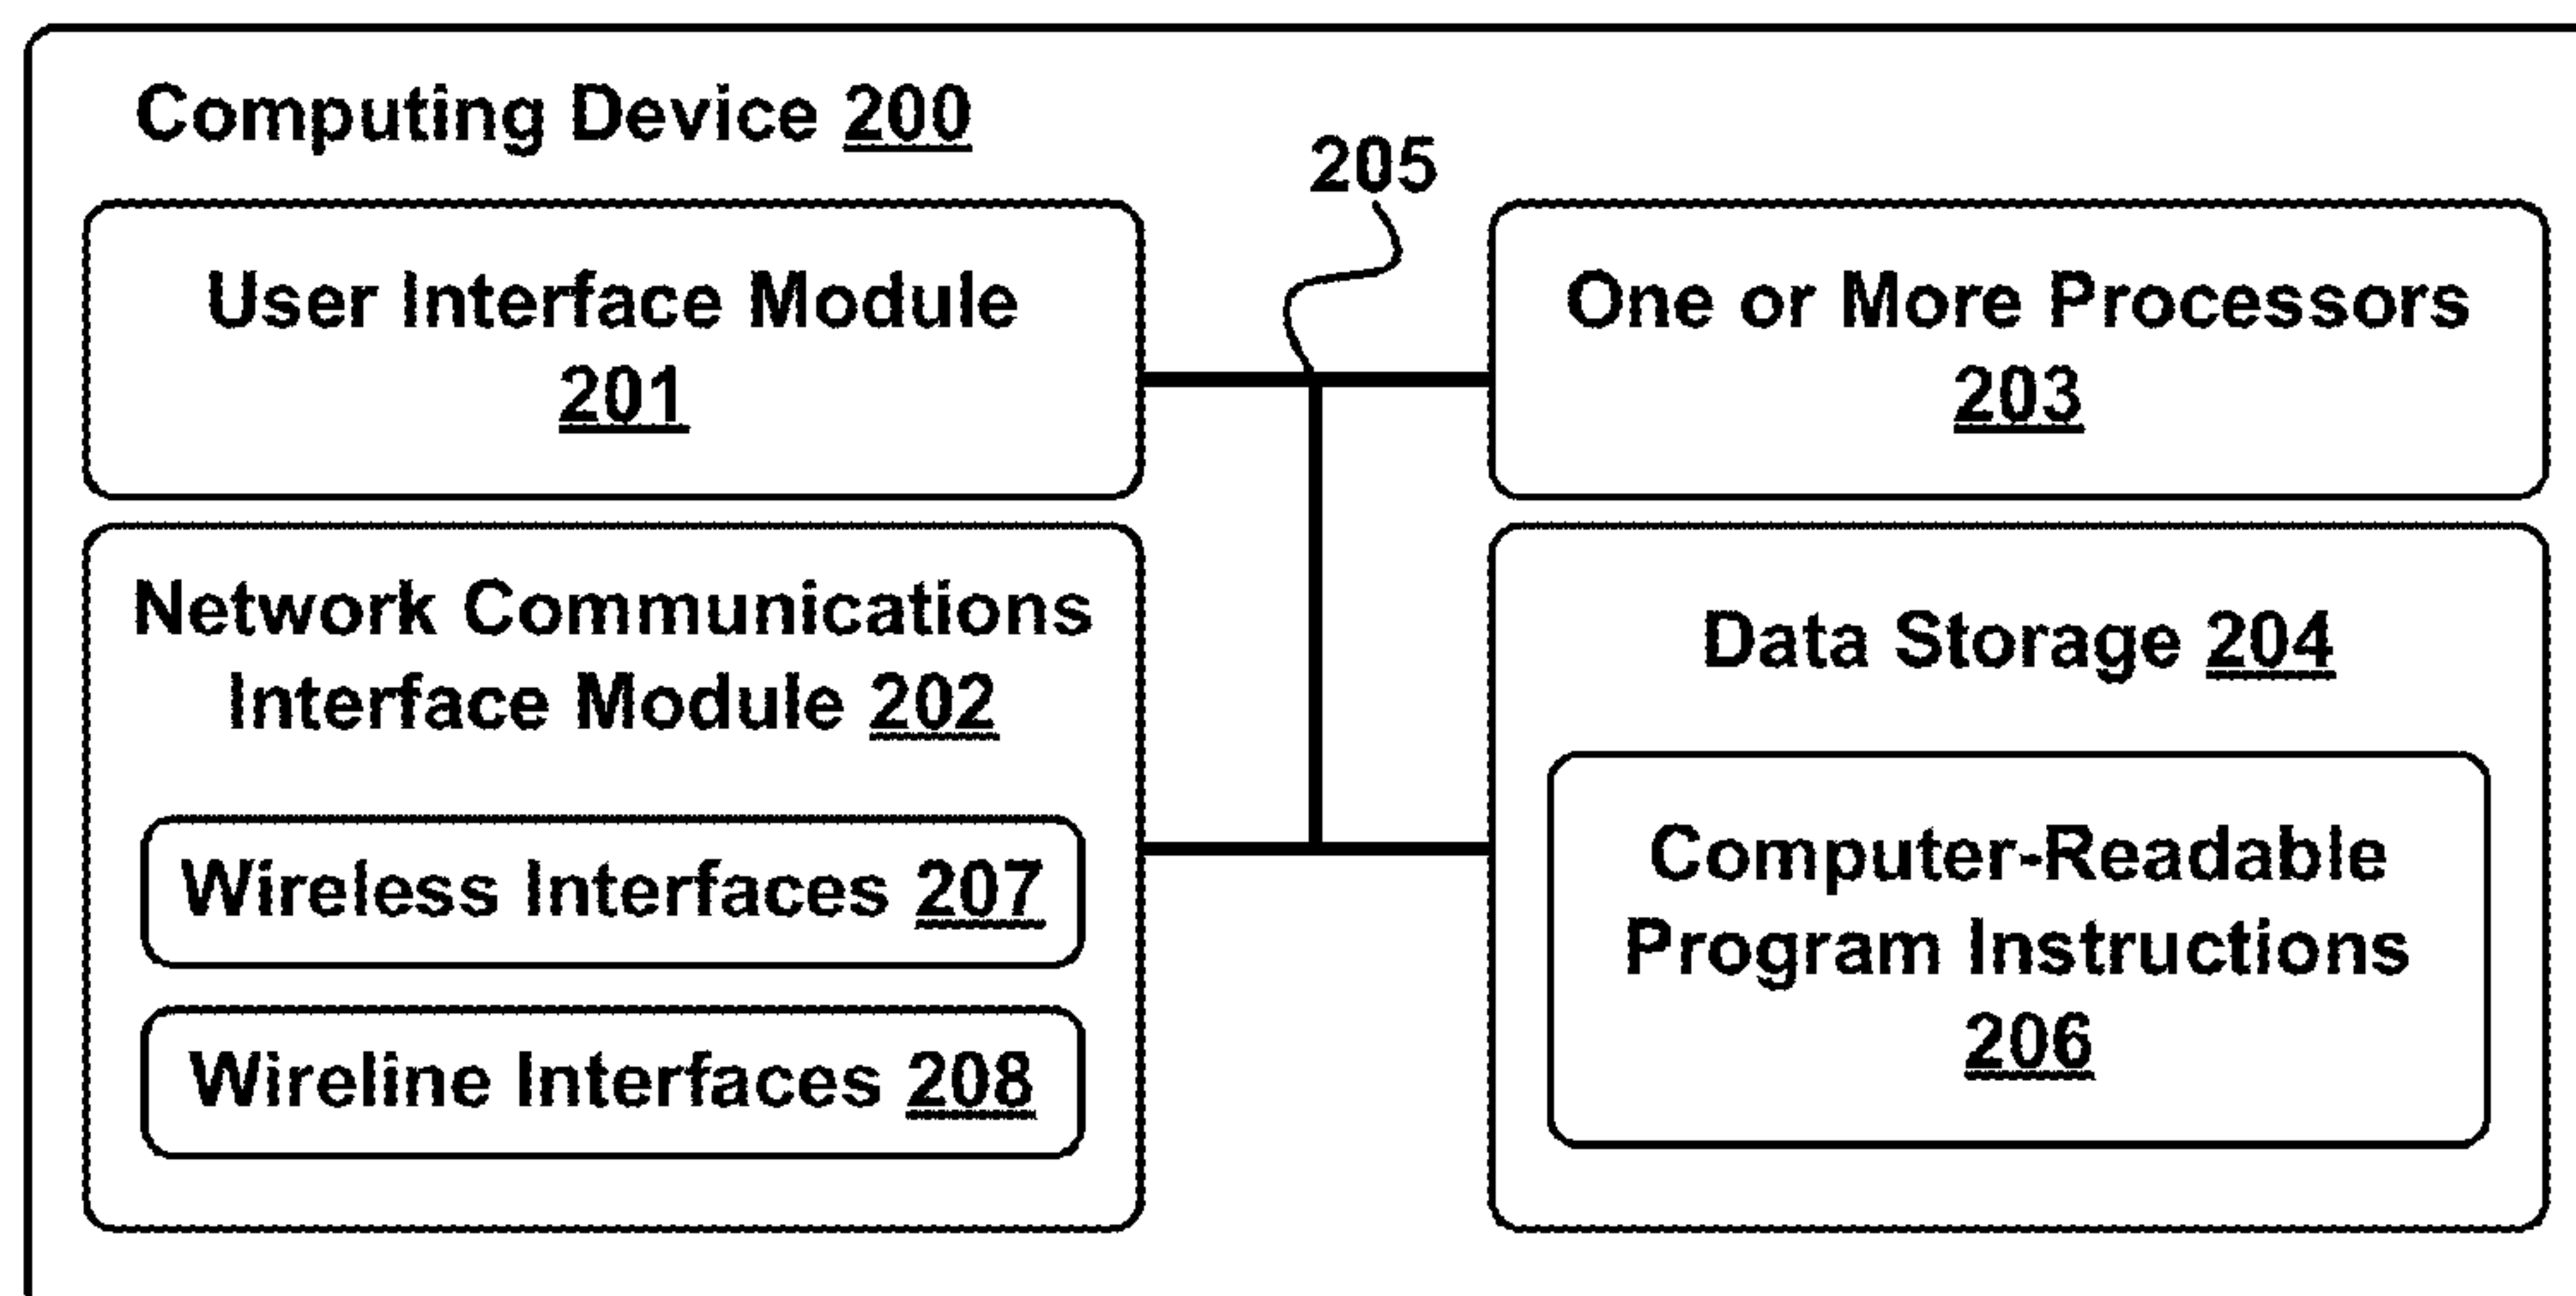 Computing Device 200
205
User Interface Module
201
One or More Processors
203
Network Communications
Interface Module 202
Wireless Interfaces 207
Wireline Interfaces 208
Data Storage 204
Computer-Readable
Program Instructions
206